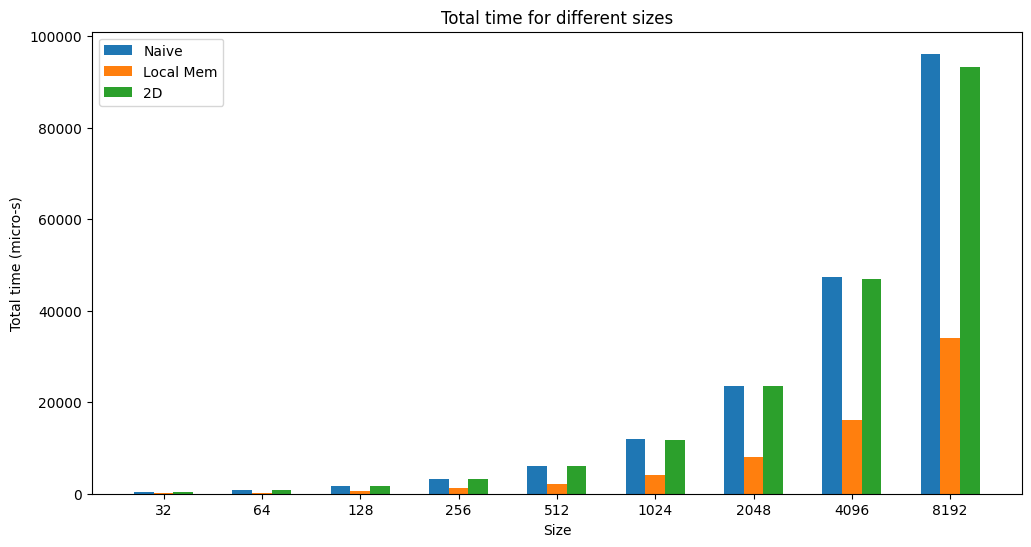 Total time for different sizes
Naive
Local Mem
2D
Total time (micro-s)
100000
80000
60000
40000
20000
0
32 64 128 256 512 1024 2048 4096 8192
Size